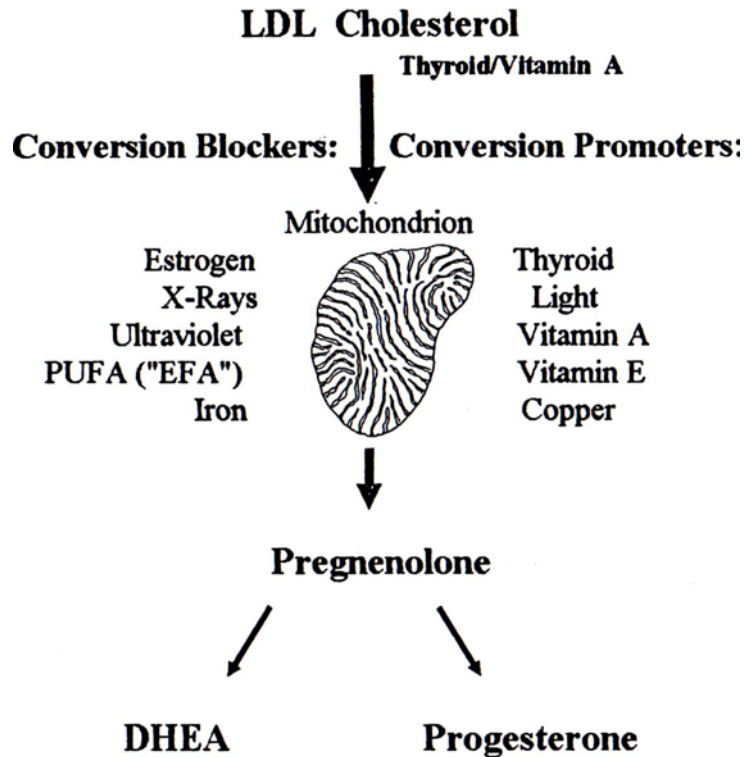 LDL Cholesterol
Thyroid/Vitamin A
Conversion Blockers:
Conversion Promoters:
Mitochondrion
Estrogen
X-Rays
Ultraviolet
PUFA ("EFA")
Iron
Thyroid
Light
Vitamin A
Vitamin E
Copper
Pregnenolone
DHEA
Progesterone